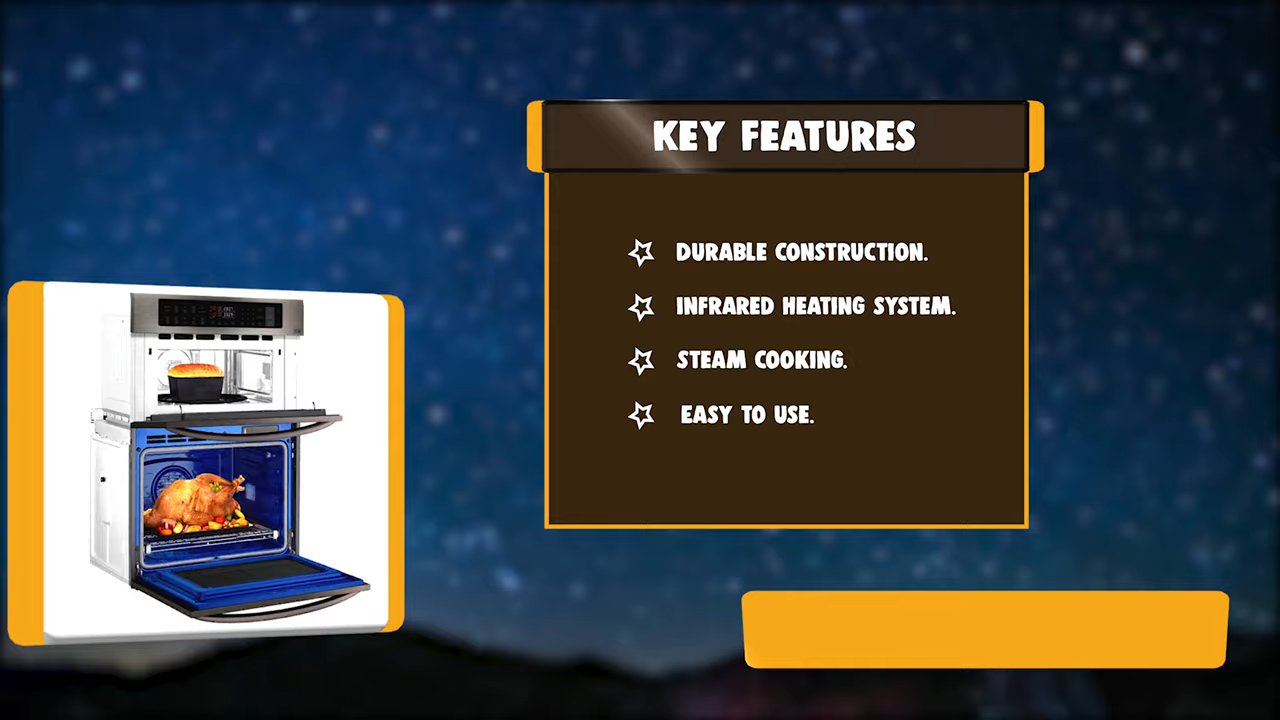 KEY FEATURES
DURABLE CONSTRUCTION.
INFRARED HEATING SYSTEM.
STEAM COOKING.
EASY TO USE.